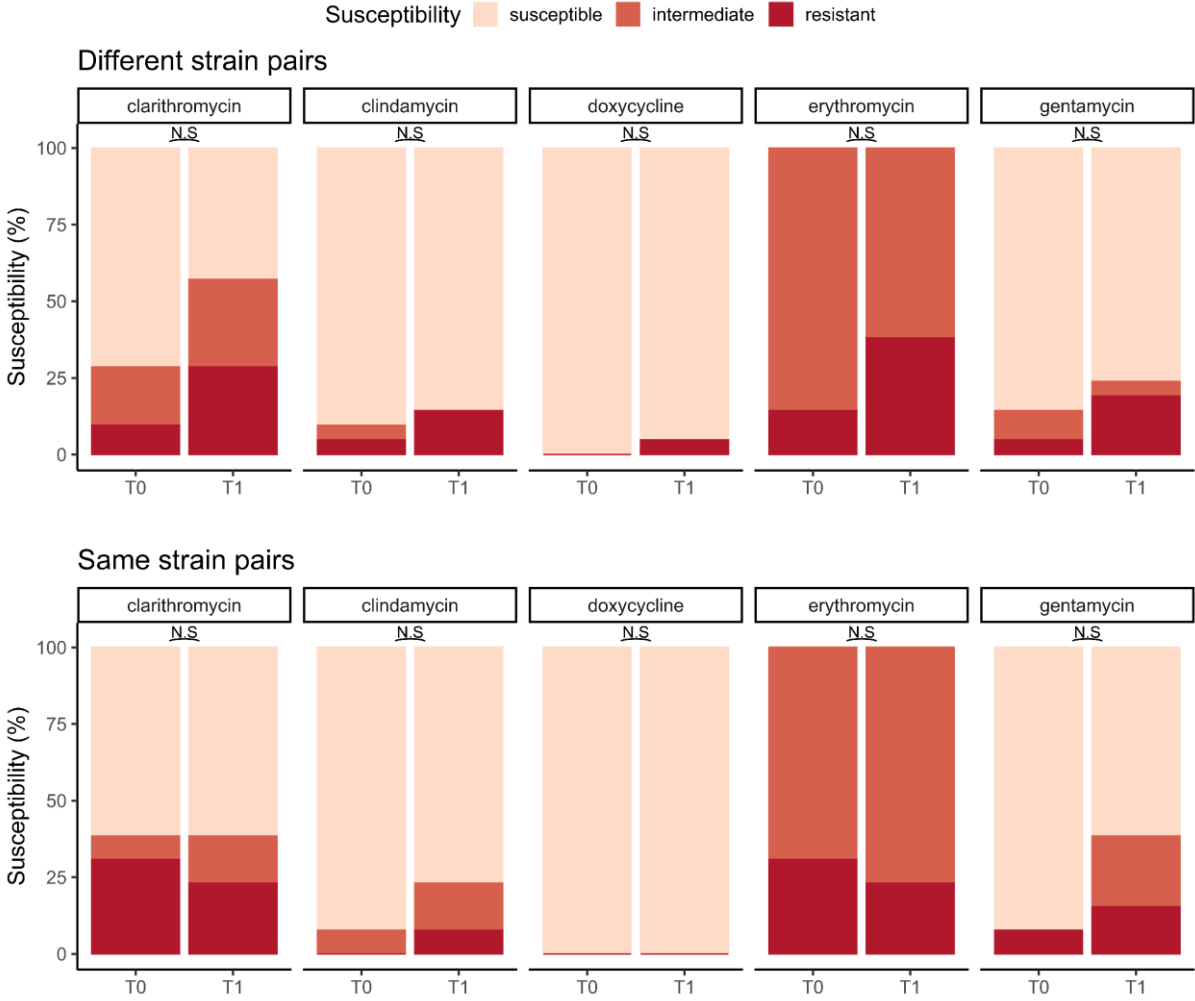 Susceptibility susceptible intermediate resistant
Different strain pairs
clarithromycin clindamycin doxycycline erythromycin gentamycin
N.S N.S N.S N.S N.S
100
75
50
25
0
Susceptibility (%)
T0 T1 T0 T1 T0 T1 T0 T1 T0 T1
Same strain pairs
clarithromycin clindamycin doxycycline erythromycin gentamycin
N.S N.S N.S N.S N.S
100
75
50
25
0
Susceptibility (%)
T0 T1 T0 T1 T0 T1 T0 T1 T0 T1